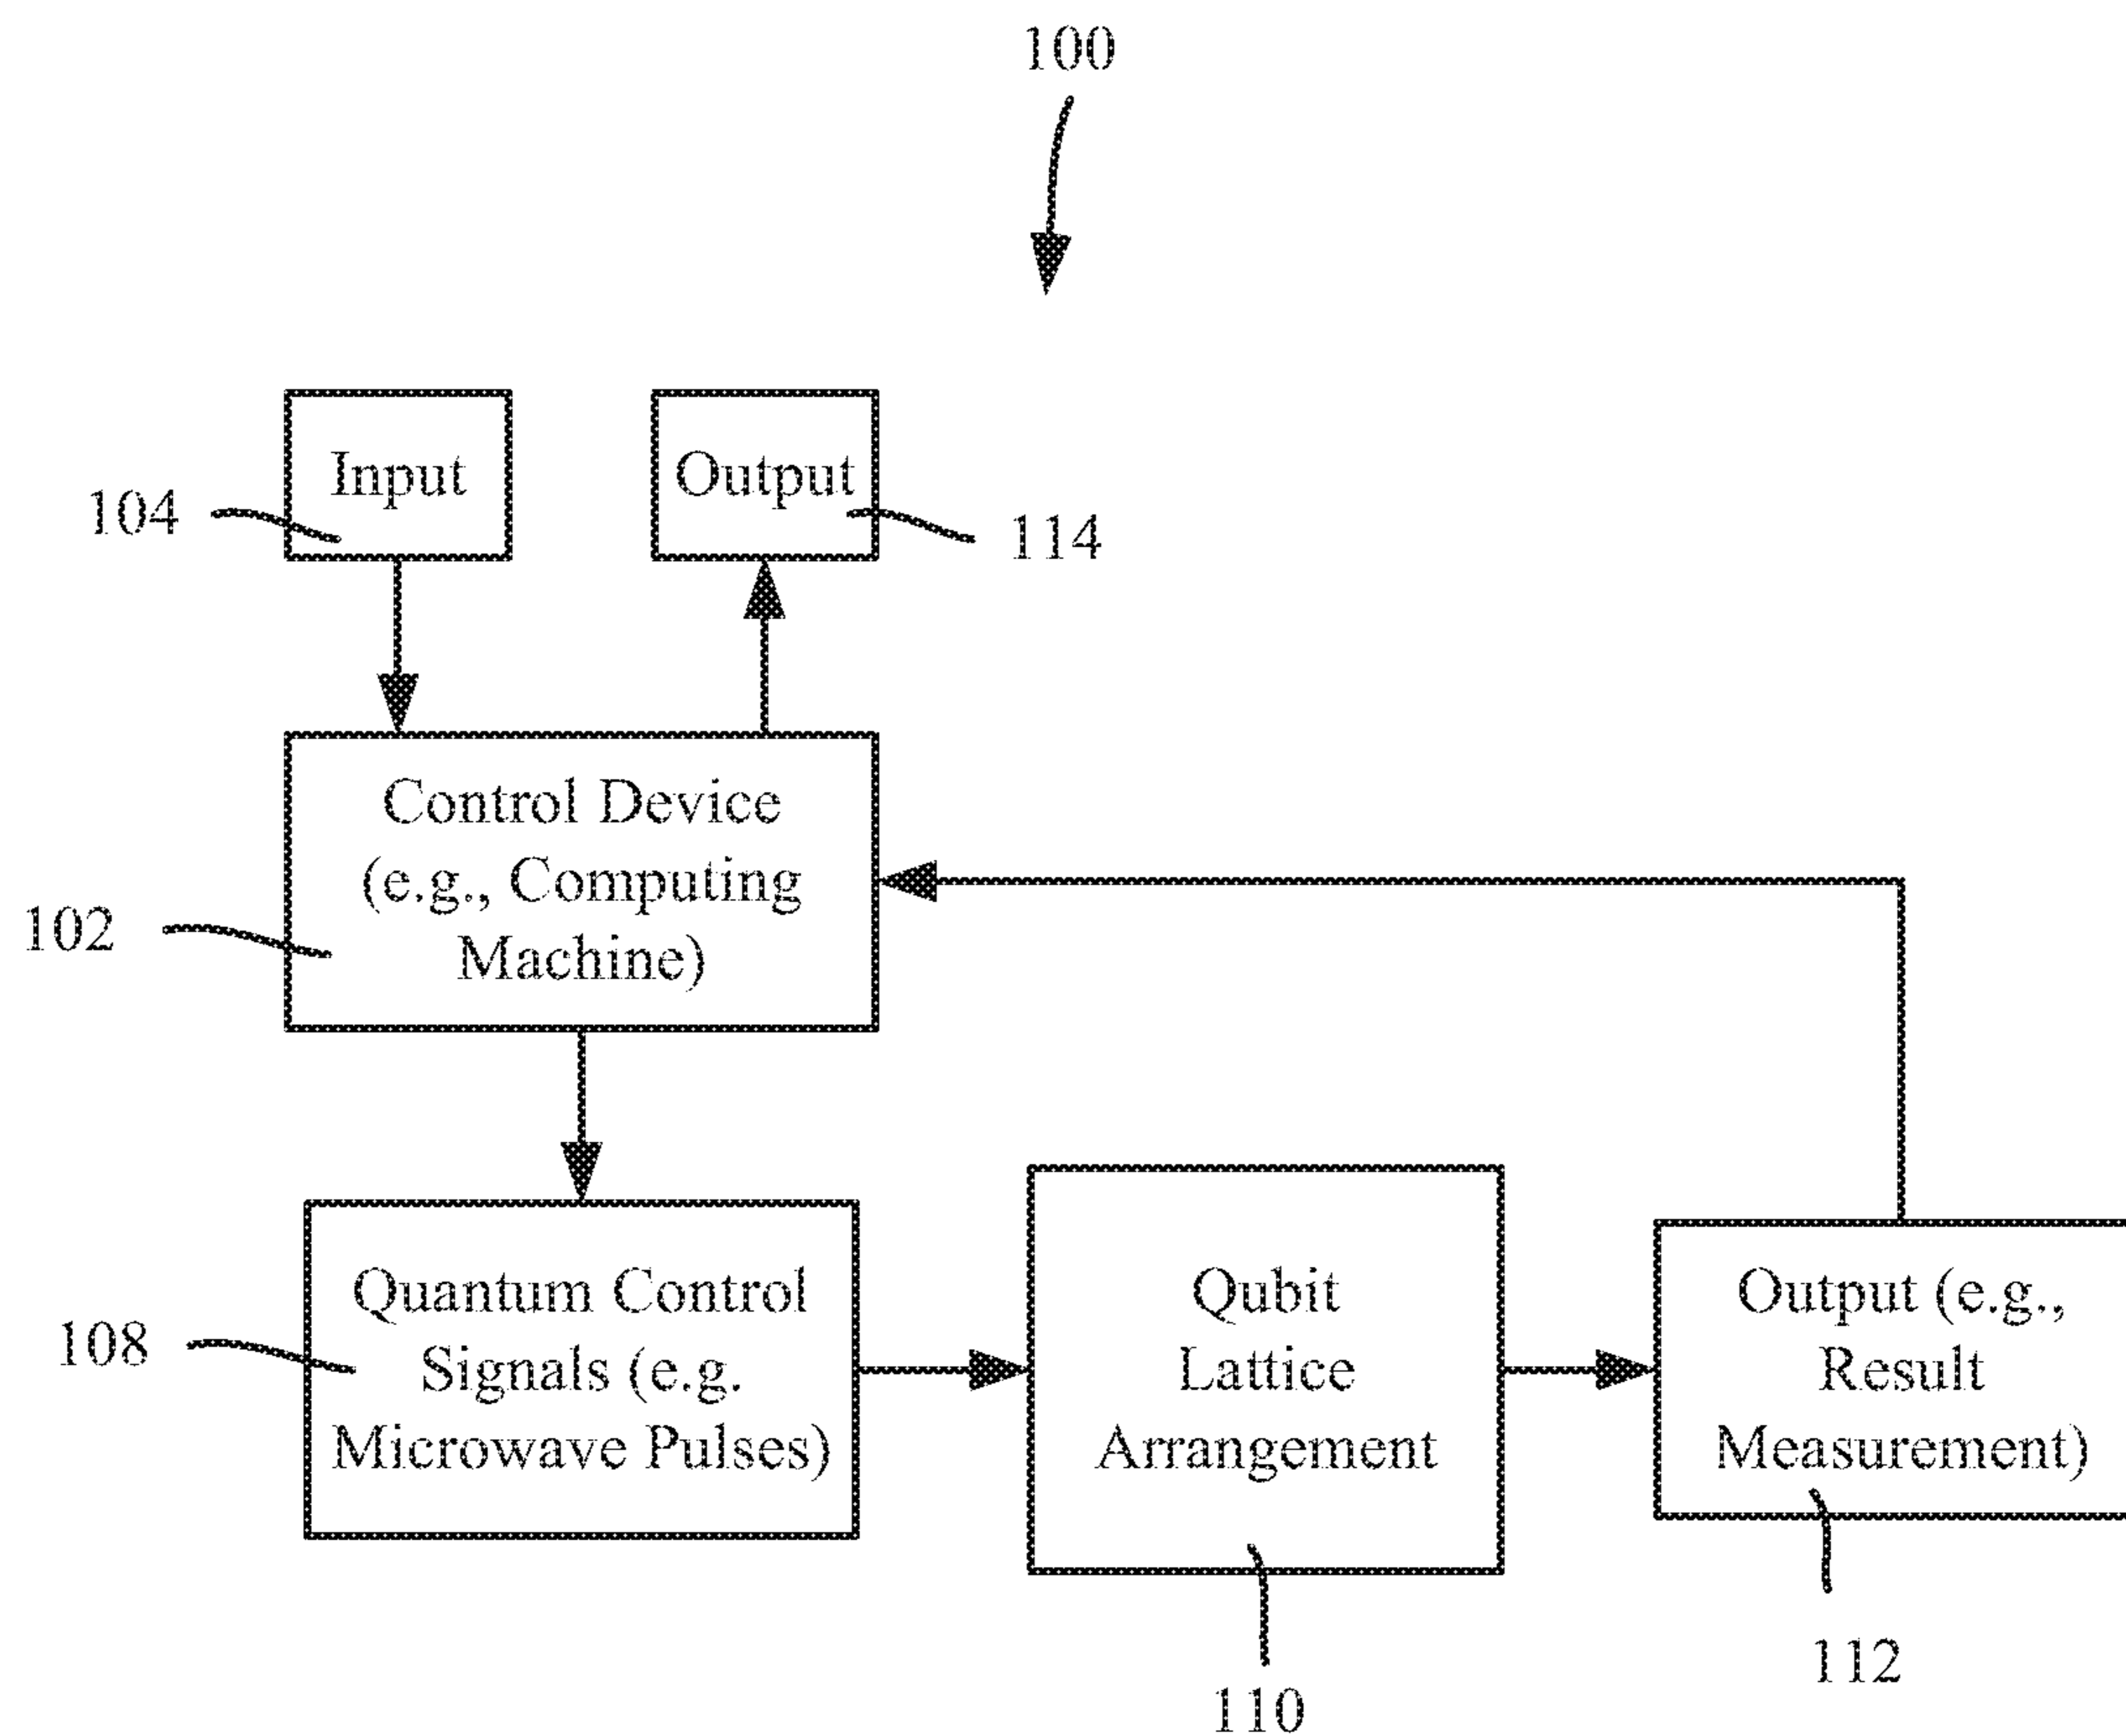 100
Input
Output
104
114
Control Device
(e.g., Computing
Machine)
102
Quantum Control
Signals (e.g.
Microwave Pulses)
108
Qubit
Lattice
Arrangement
Output (e.g.,
Result
Measurement)
112
110